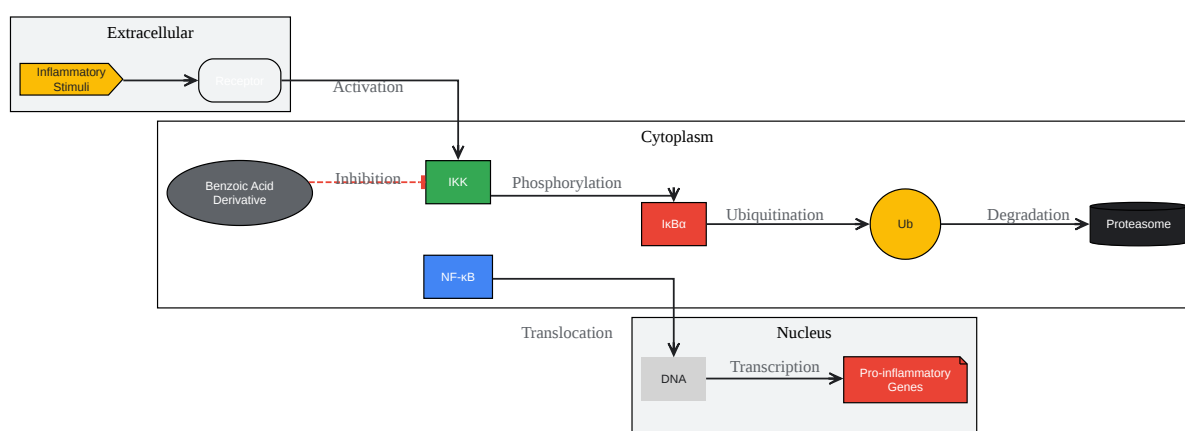 Extracellular
Inflammatory
Stimuli
Receptor
Activation
Cytoplasm
Benzoic Acid
Derivative
Inhibition
IKK
Phosphorylation
IκBα
Ubiquitination
Ub
Degradation
Proteasome
NF-κB
Translocation
Nucleus
DNA
Transcription
Pro-inflammatory
Genes